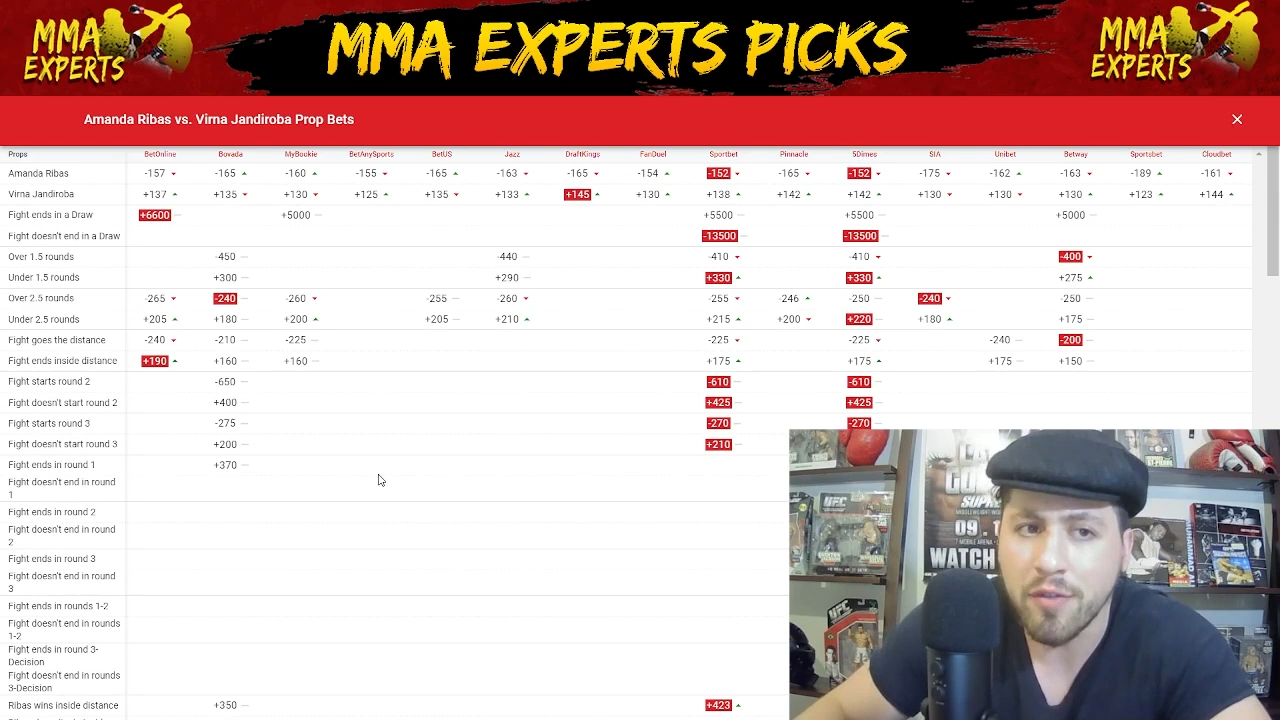 MMA EXPERTS
MMA EXPERTS PICKS
MMA EXPERTS
Amanda Ribas vs. Virna Jandiroba Prop Bets
Props BetOnline Bovada MyBookie BetAnySports BetUS Jazz DraftKings FanDuel Sportbet Pinnacle 5Dimes SIA Unibet Betway Sportsbet Cloudbet
Amanda Ribas -157 -165 -160 -155 -165 -163 -165 -154 -152 -165 -152 -175 -162 -163 -189 -161
Virna Jandiroba +137 +135 +130 +125 +135 +133 +145 +130 +138 +142 +142 +130 +130 +130 +123 +144
Fight ends in a Draw +6600 +5000 +5500 +5500 +5000
Fight doesn't end in a Draw -13500 -13500
Over 1.5 rounds -450 -440 -410 -410 -400
Under 1.5 rounds +300 +290 +330 +330 +275
Over 2.5 rounds -265 -240 -260 -255 -260 -255 -246 -250 -240 -250
Under 2.5 rounds +205 +180 +200 +205 +210 +215 +200 +220 +180 +175
Fight goes the distance -240 -210 -225 -225 -225 -240 -200
Fight ends inside distance +190 +160 +160 +175 +175 +175 +150
Fight starts round 2 -650 -610 -610
Fight doesn't start round 2 +400 +425 +425
Fight starts round 3 -275 -270 -270
Fight doesn't start round 3 +200 +210
Fight ends in round 1 +370
Fight doesn't end in round
1
Fight ends in round 2
Fight doesn't end in round
2
Fight ends in round 3
Fight doesn't end in round
3
Fight ends in rounds 1-2
Fight doesn't end in rounds
1-2
Fight ends in round 3-
Decision
Fight doesn't end in rounds
3-Decision
Ribas wins inside distance +350 +423
UFC
SUP
09
WATCH
MUHAMMAD
UFC